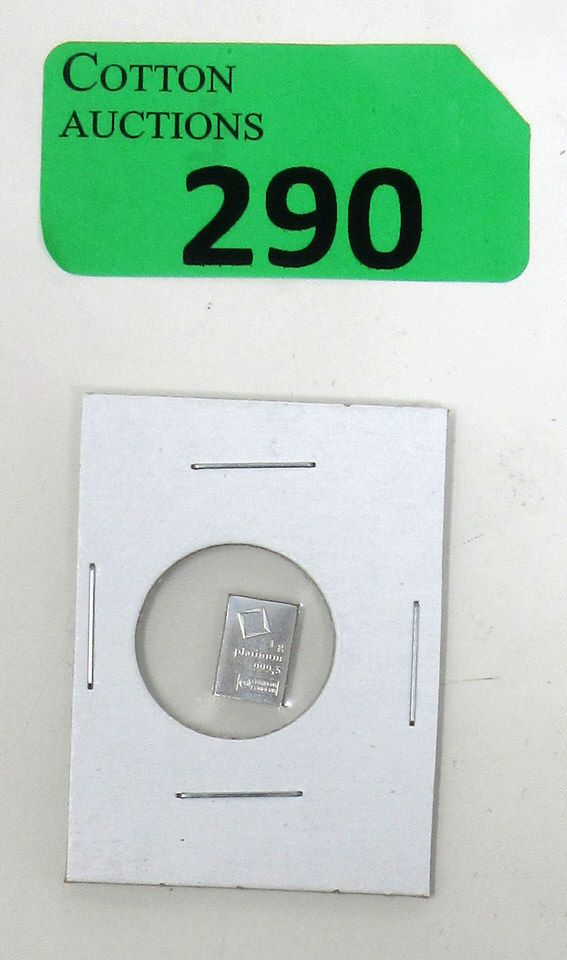 COTTON
AUCTIONS
290
1 g
platinum
999,5